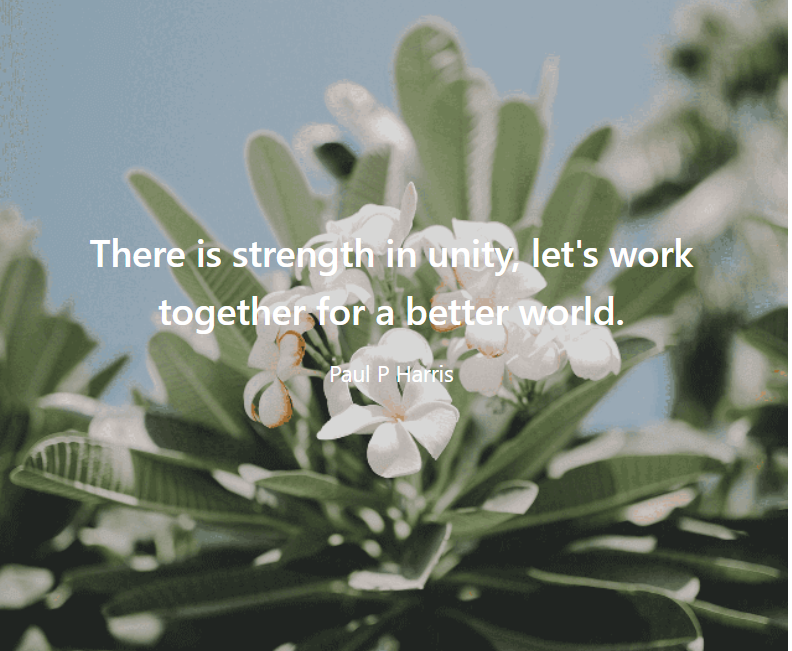 There is strength in unity, let's work
together for a better world.
Paul P Harris